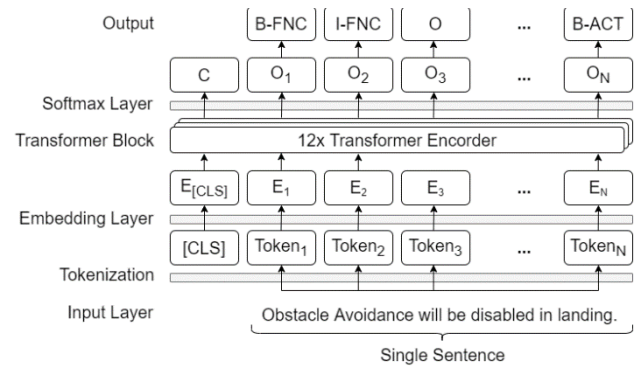 Output B-FNC I-FNC O ... B-ACT
C O1 O2 O3 ... ON
Softmax Layer
Transformer Block 12x Transformer Encorder
E[CLS] E1 E2 E3 ... EN
Embedding Layer
[CLS] Token1 Token2 Token3 ... TokenN
Tokenization
Input Layer Obstacle Avoidance will be disabled in landing.
Single Sentence